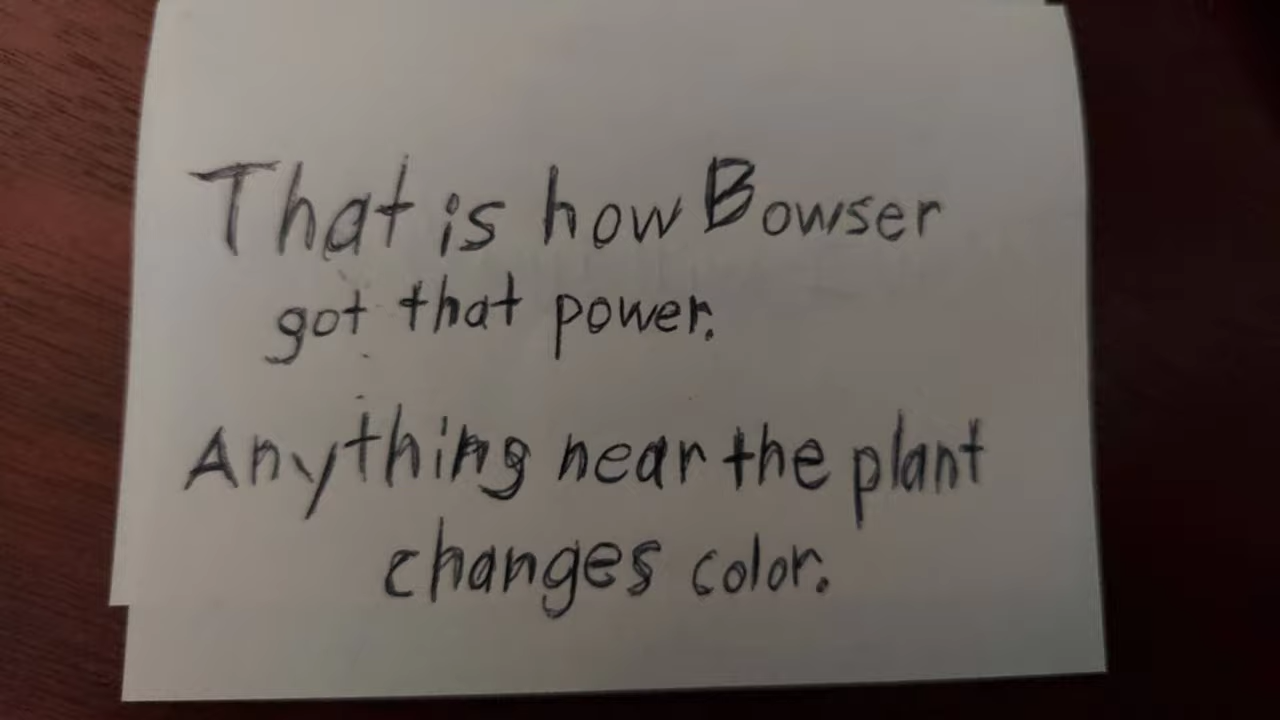 That is how Bowser
got that power.
Anything near the plant
changes color.